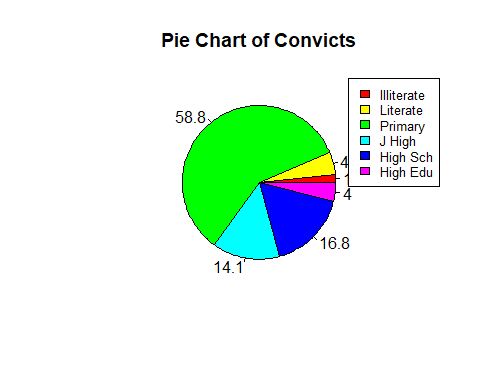 Pie Chart of Convicts
Illiterate
Literate
Primary
J High
High Sch
High Edu
58.8
4
4
14.1
16.8